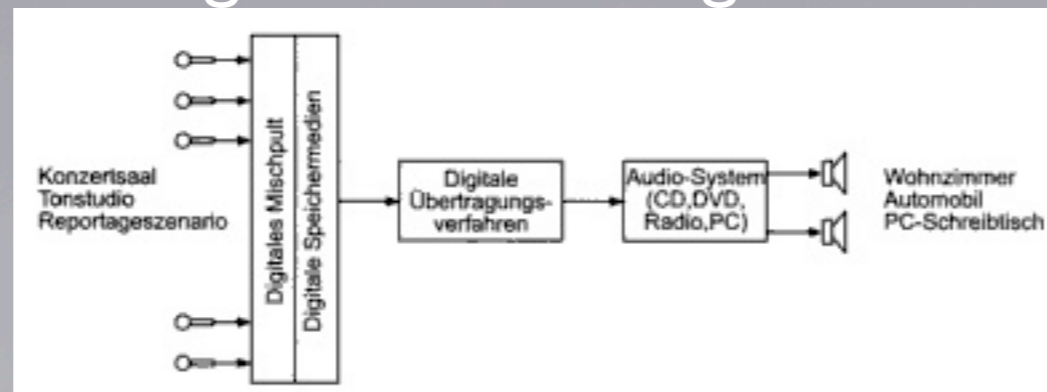 Konzertsaal
Tonstudio
Reportageszenario
Digitales Mischpult
Digitale Speichermedien
Digitale
Übertragungs-
verfahren
Audio-System
(CD,DVD,
Radio,PC)
Wohnzimmer
Automobil
PC-Schreibtisch